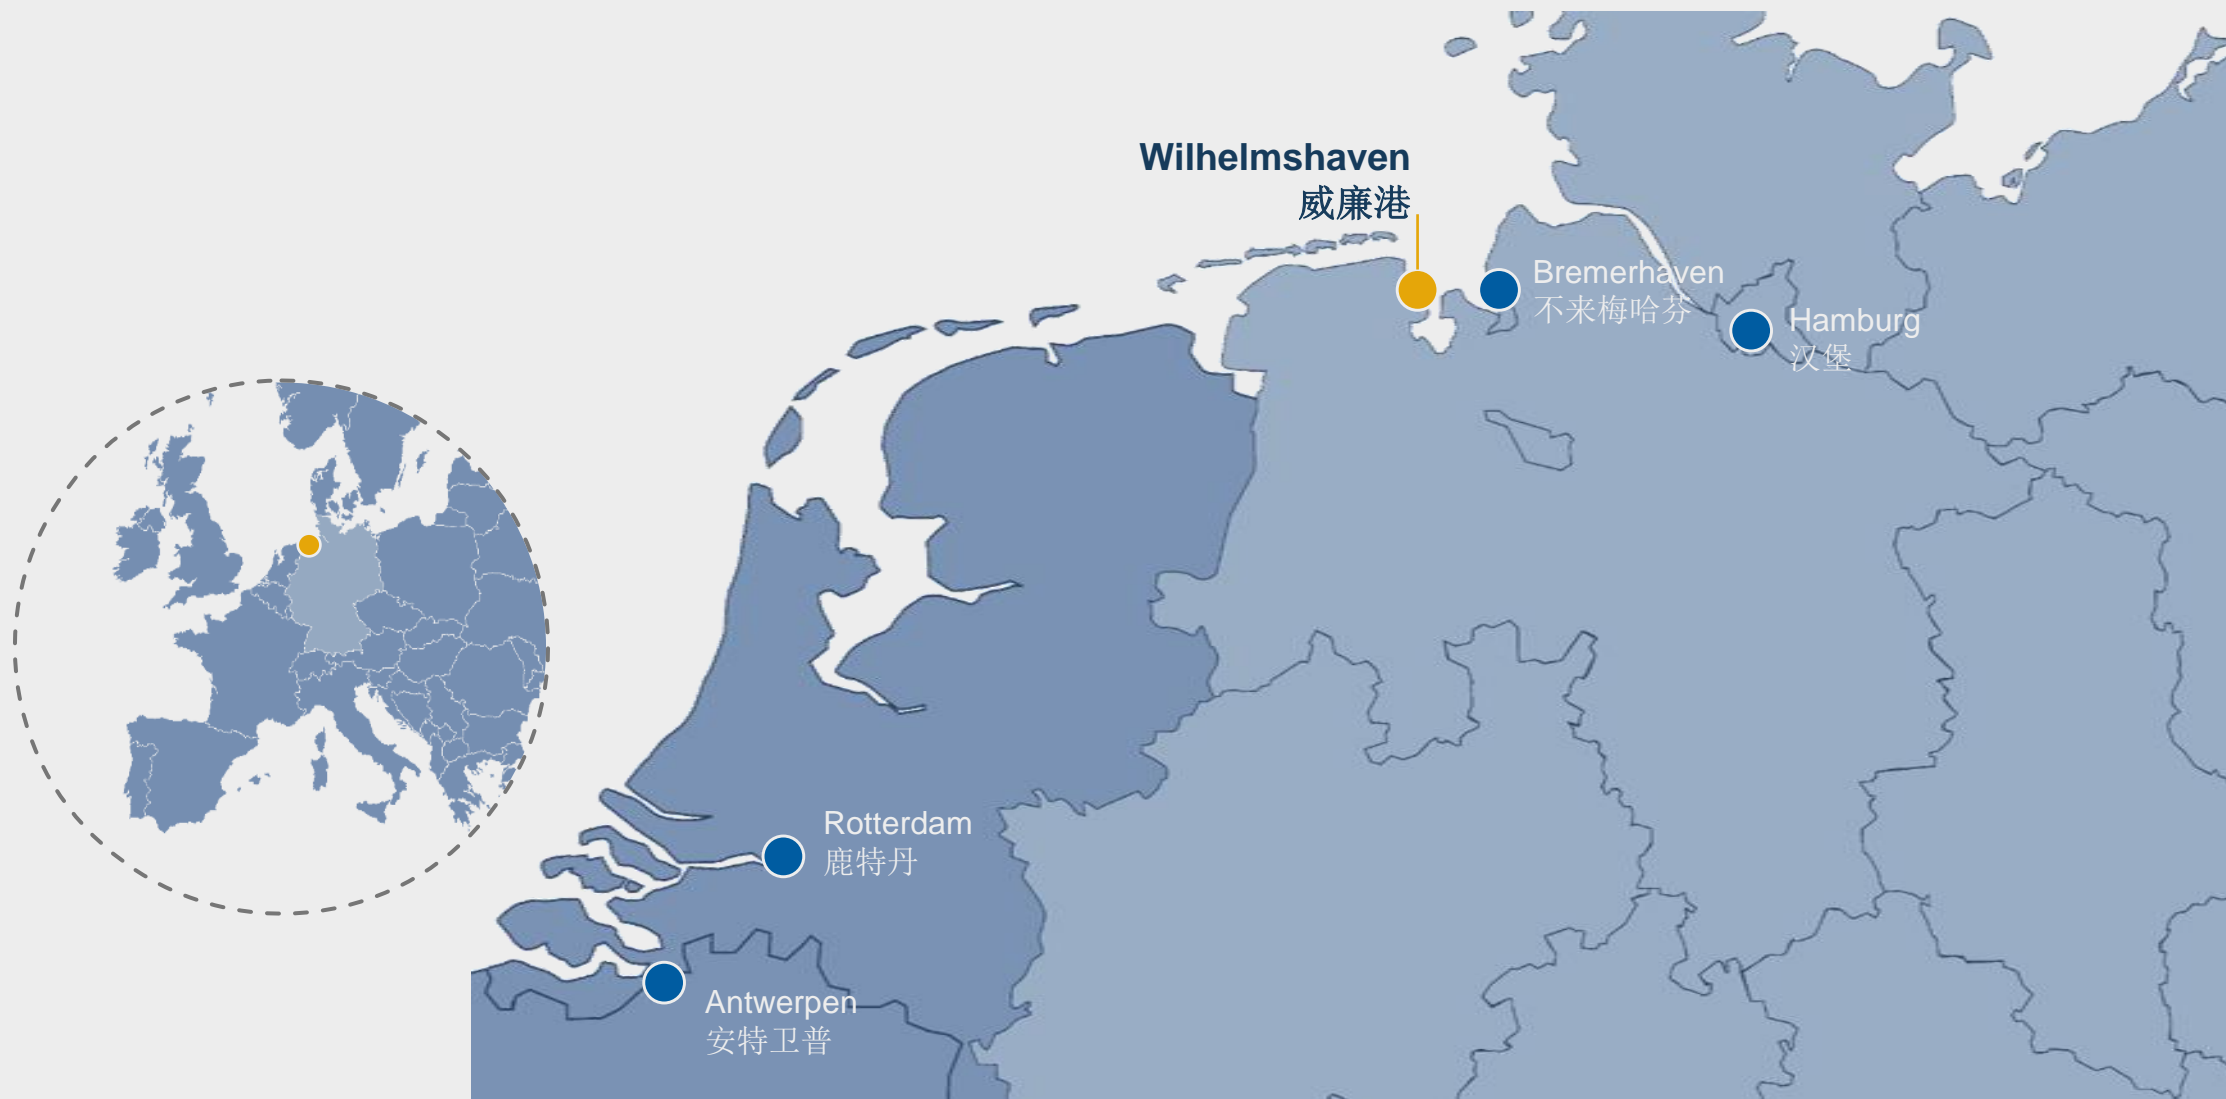 Wilhelmshaven
威廉港
Bremerhaven
不来梅哈芬
Hamburg
汉堡
Rotterdam
鹿特丹
Antwerpen
安特卫普